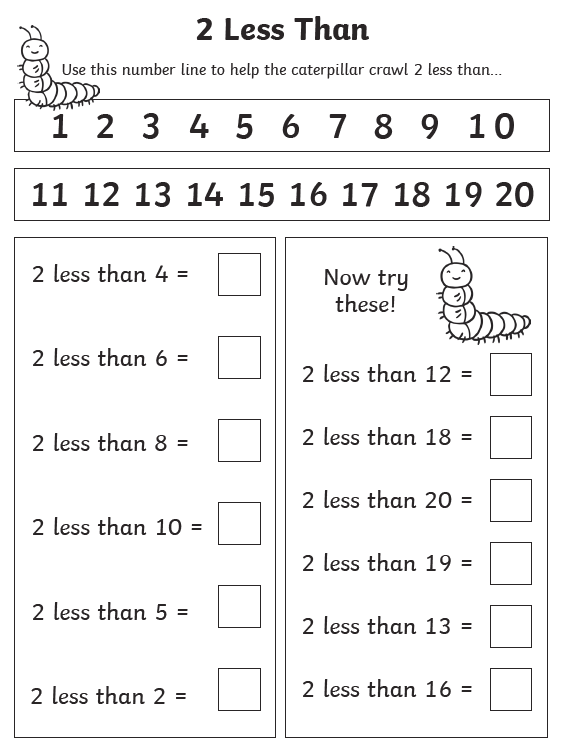 2 Less Than
Use this number line to help the caterpillar crawl 2 less than...
1 2 3 4 5 6 7 8 9 10
11 12 13 14 15 16 17 18 19 20
2 less than 4 =
2 less than 6 =
2 less than 8 =
2 less than 10 =
2 less than 5 =
2 less than 2 =
Now try
these!
2 less than 12 =
2 less than 18 =
2 less than 20 =
2 less than 19 =
2 less than 13 =
2 less than 16 =